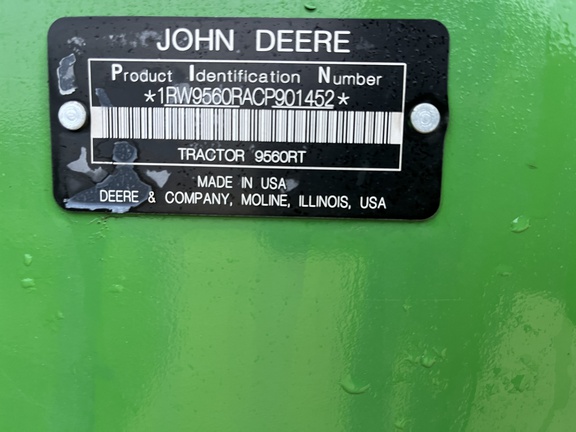 JOHN DEERE
Product Identification Number
*1RW9560RACP901452*
TRACTOR 9560RT
MADE IN USA
DEERE & COMPANY, MOLINE, ILLINOIS, USA